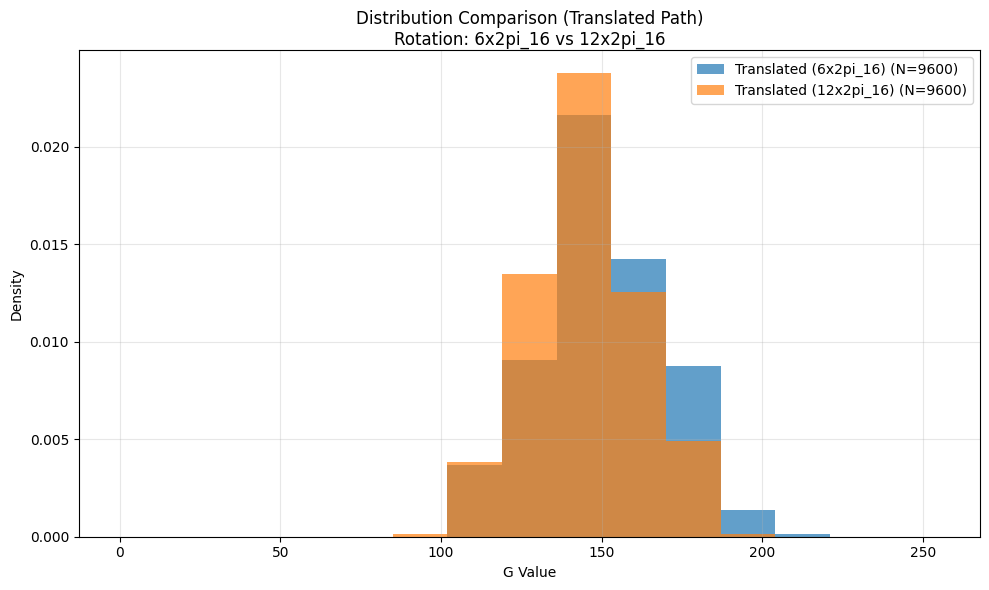 Distribution Comparison (Translated Path)
Rotation: 6x2pi_16 vs 12x2pi_16
Translated (6x2pi_16) (N=9600)
Translated (12x2pi_16) (N=9600)
Density
0.020
0.015
0.010
0.005
0.000
0 50 100 150 200 250
G Value